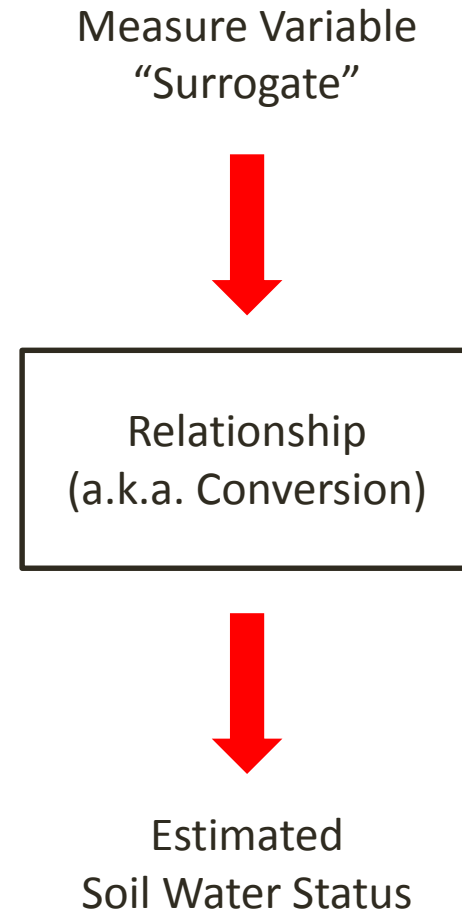 Measure Variable
“Surrogate”
Relationship
(a.k.a. Conversion)
Estimated
Soil Water Status